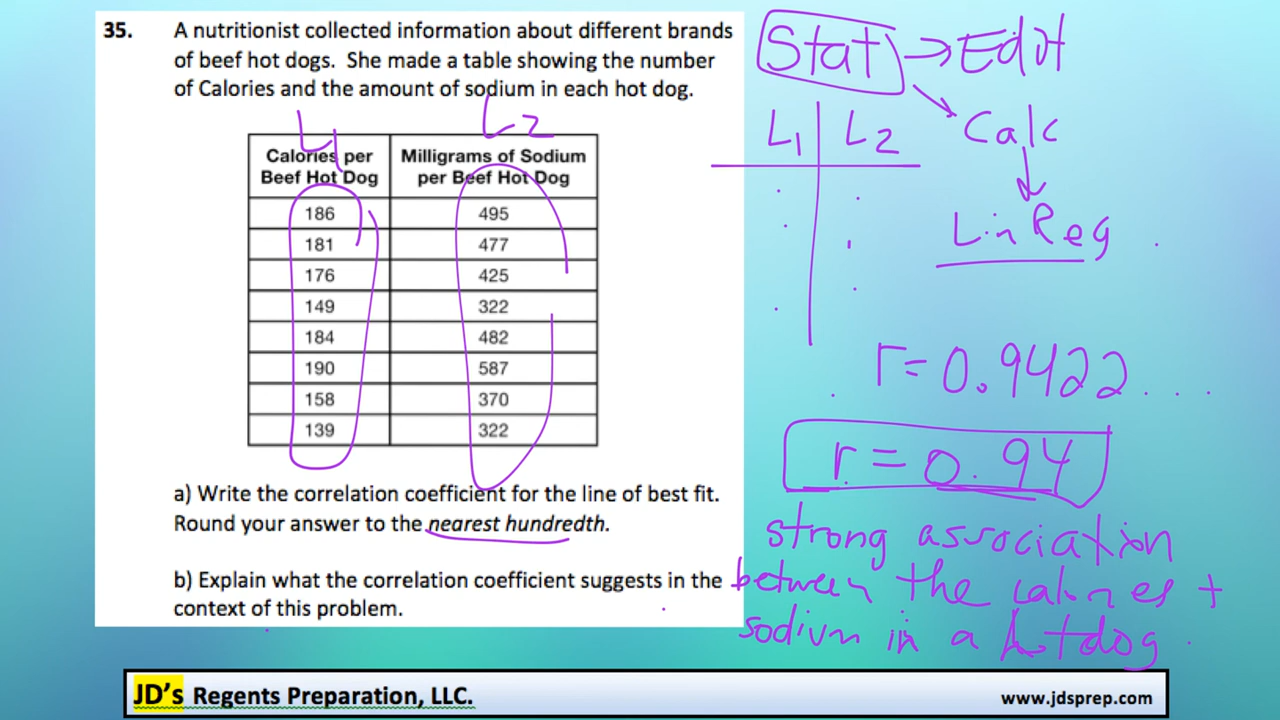 35. A nutritionist collected information about different brands
of beef hot dogs. She made a table showing the number
of Calories and the amount of sodium in each hot dog.
L1 L2
Calories per Beef Hot Dog Milligrams of Sodium per Beef Hot Dog
186 495
181 477
176 425
149 322
184 482
190 587
158 370
139 322
a) Write the correlation coefficient for the line of best fit.
Round your answer to the nearest hundredth.
b) Explain what the correlation coefficient suggests in the
context of this problem.
Stat → Edit
L1 L2 Calc
LinReg
r=0.9422...
r=0.94
strong association
between the calories +
sodium in a hotdog.
JD's Regents Preparation, LLC. www.jdsprep.com